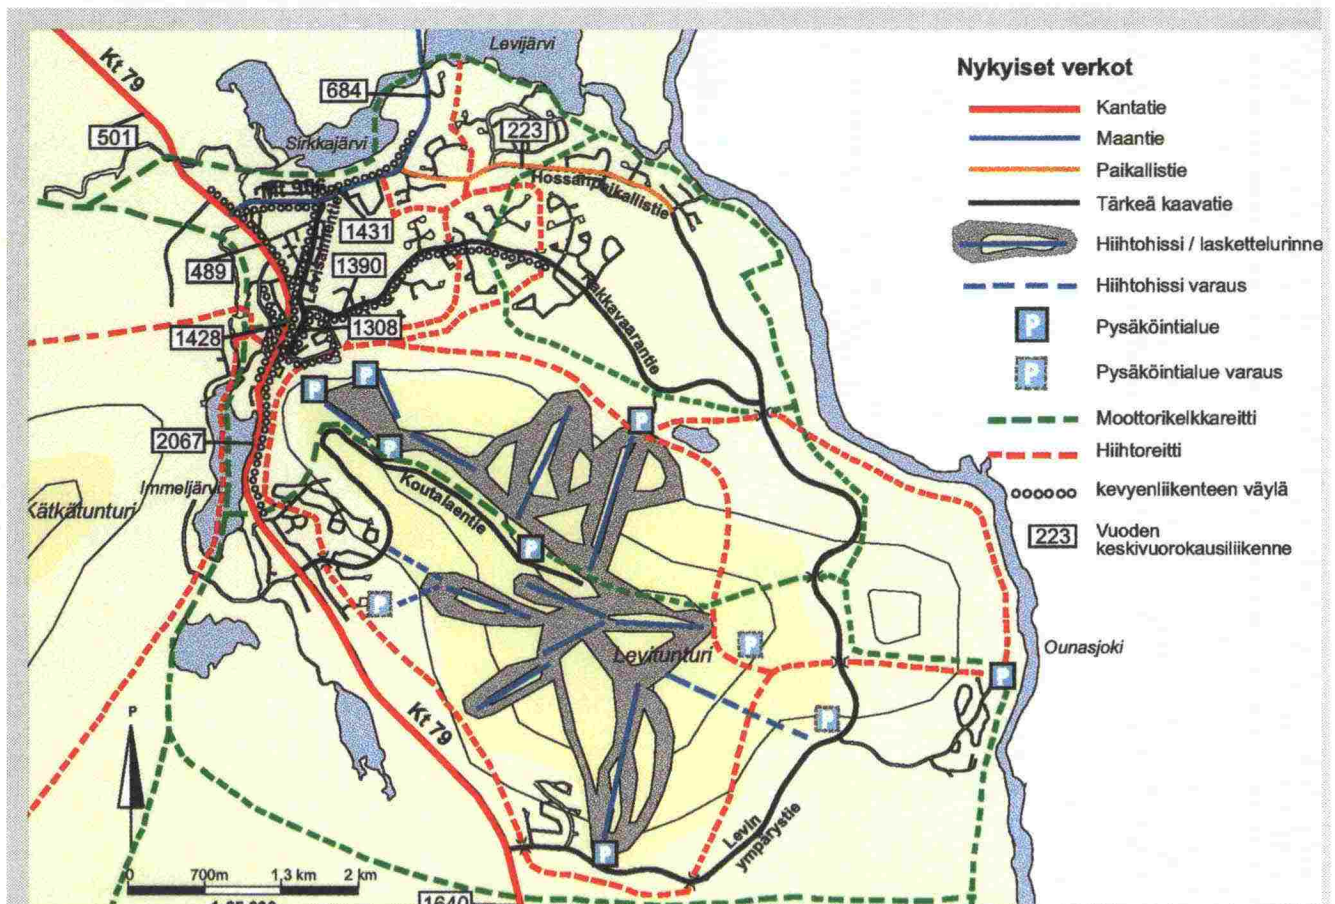 Levijärvi
Kt 79
684
501
223
Sirkkajärvi
Hossanpaikallistie
Levissalmentie
1431
489
1390
Rakkavaarantie
1428
1308
2067
Immeljärvi
Kätkätunturi
Koutalaentie
Levitunturi
Ounasjoki
Kt 79
Levin
ympärystie
P
0 700m 1,3 km 2 km
1640
Nykyiset verkot
Kantatie
Maantie
Paikallistie
Tärkeä kaavatie
Hiihtohissi / laskettelurinne
Hiihtohissi varaus
P Pysäköintialue
P Pysäköintialue varaus
Moottorikelkkareitti
Hiihtoreitti
kevyenliikenteen väylä
223 Vuoden
keskivuorokausiliikenne
P
P
P
P
P
P
P
P
P
P